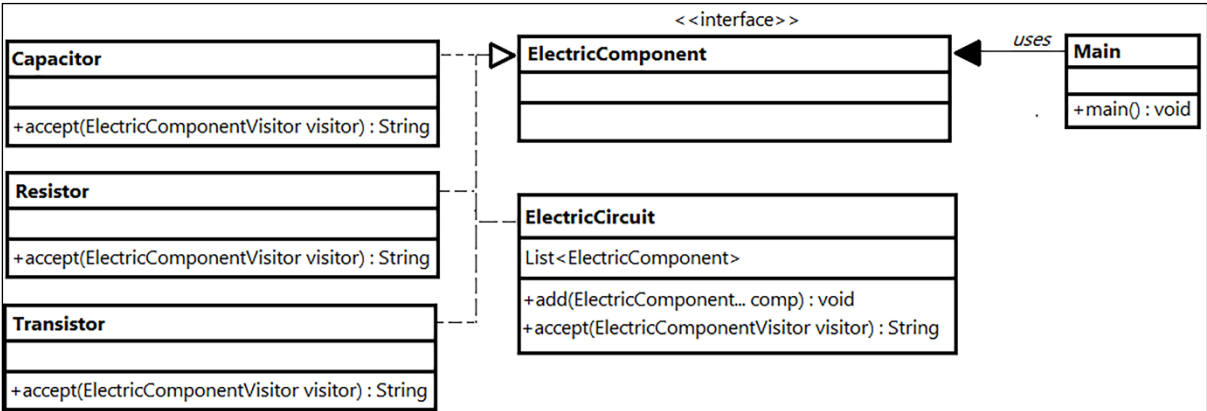 <<interface>>
Capacitor
+accept(ElectricComponentVisitor visitor) : String
Resistor
+accept(ElectricComponentVisitor visitor) : String
Transistor
+accept(ElectricComponentVisitor visitor) : String
ElectricComponent
ElectricCircuit
List<ElectricComponent>
+add(ElectricComponent... comp) : void
+accept(ElectricComponentVisitor visitor) : String
uses
Main
+main() : void